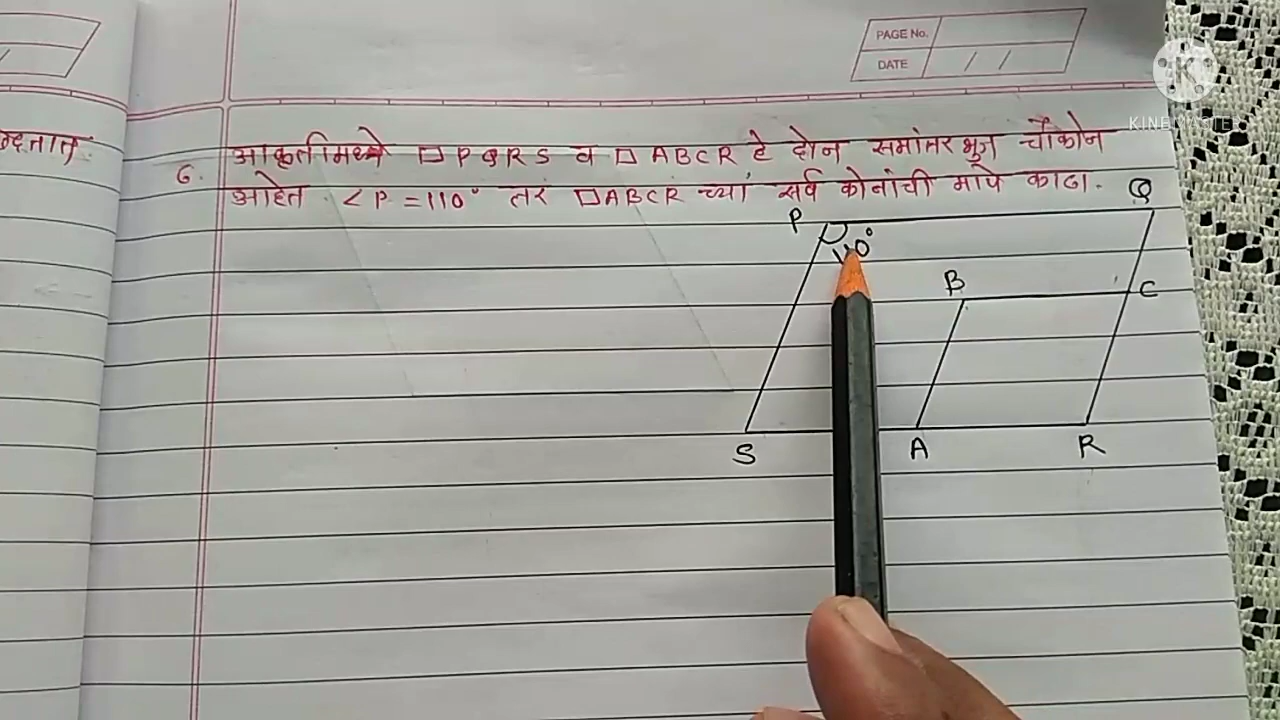 PAGE No.
DATE / /
KINEMASTER
6. आकृतीमध्ये □ PQRS व □ ABCR हे दोन समांतरभुज चौकोन
आहेत. ∠P = 110° तर □ABCR च्या सर्व कोनांची मापे काढा.
P
Q
110°
B
C
S
A
R